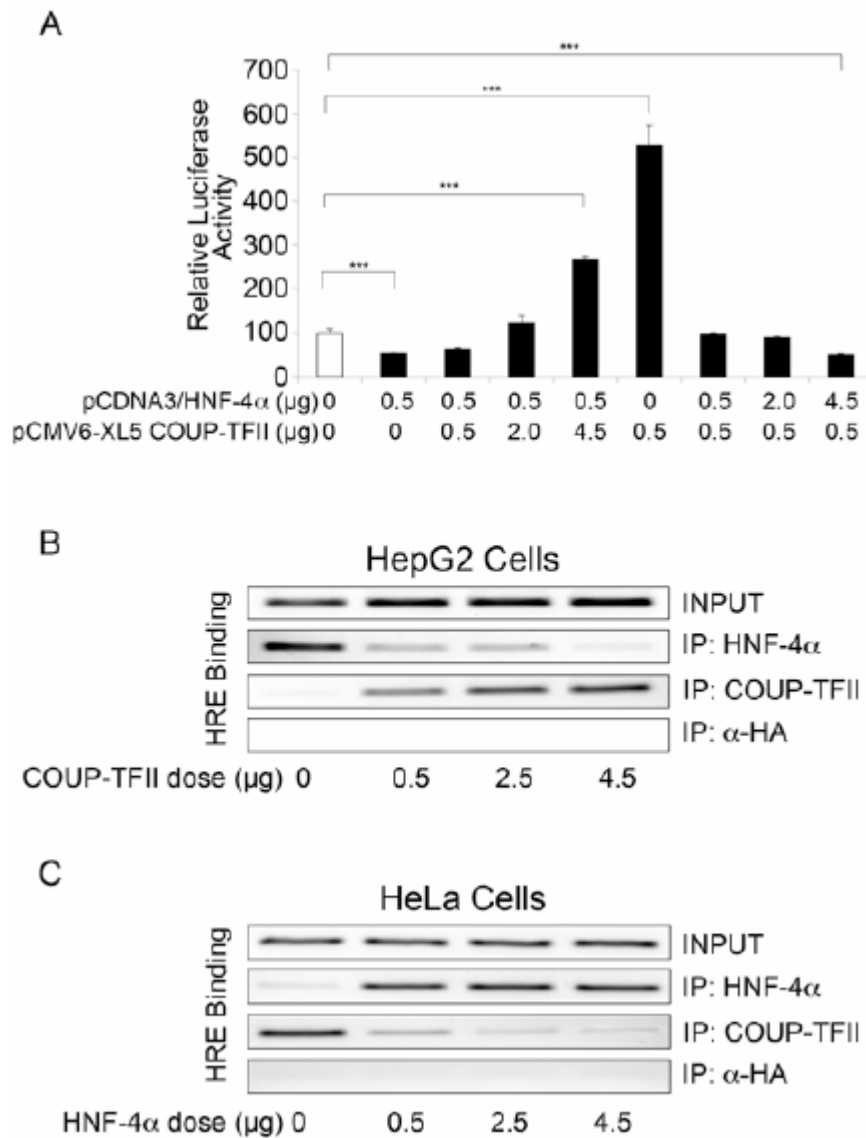 A
***
***
***
***
Relative Luciferase
Activity
700
600
500
400
300
200
100
0
pCDNA3/HNF-4α (µg) 0 0.5 0.5 0.5 0.5 0 0.5 2.0 4.5
pCMV6-XL5 COUP-TFII (µg) 0 0 0.5 2.0 4.5 0.5 0.5 0.5 0.5
B
HepG2 Cells
HRE Binding
INPUT
IP: HNF-4α
IP: COUP-TFII
IP: α-HA
COUP-TFII dose (µg) 0 0.5 2.5 4.5
C
HeLa Cells
HRE Binding
INPUT
IP: HNF-4α
IP: COUP-TFII
IP: α-HA
HNF-4α dose (µg) 0 0.5 2.5 4.5